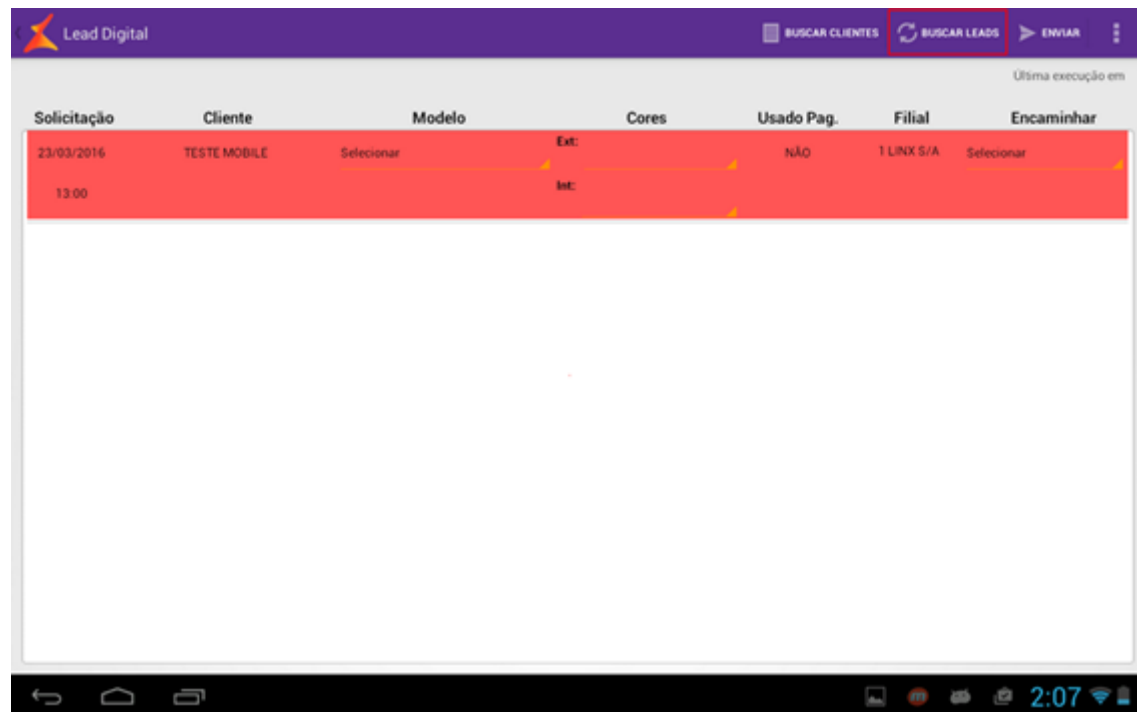 Lead Digital BUSCAR CLIENTES BUSCAR LEADS ENVIAR
Última execução em
Solicitação Cliente Modelo Cores Usado Pag. Filial Encaminhar
23/03/2016 TESTE MOBILE Selecionar Ext: NÃO 1 LINX S/A Selecionar
13:00 Int:
2:07